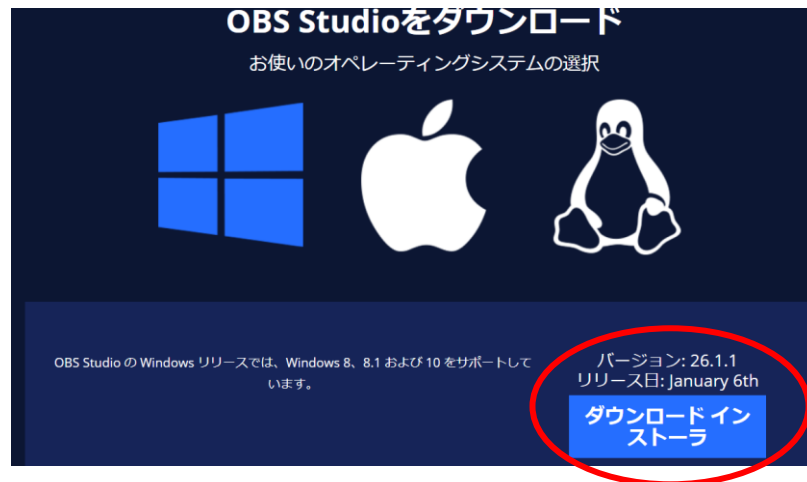 OBS Studioをダウンロード
お使いのオペレーティングシステムの選択
OBS Studio の Windows リリースでは、Windows 8、8.1 および 10 をサポートして
います。
バージョン: 26.1.1
リリース日: January 6th
ダウンロード イン
ストーラ